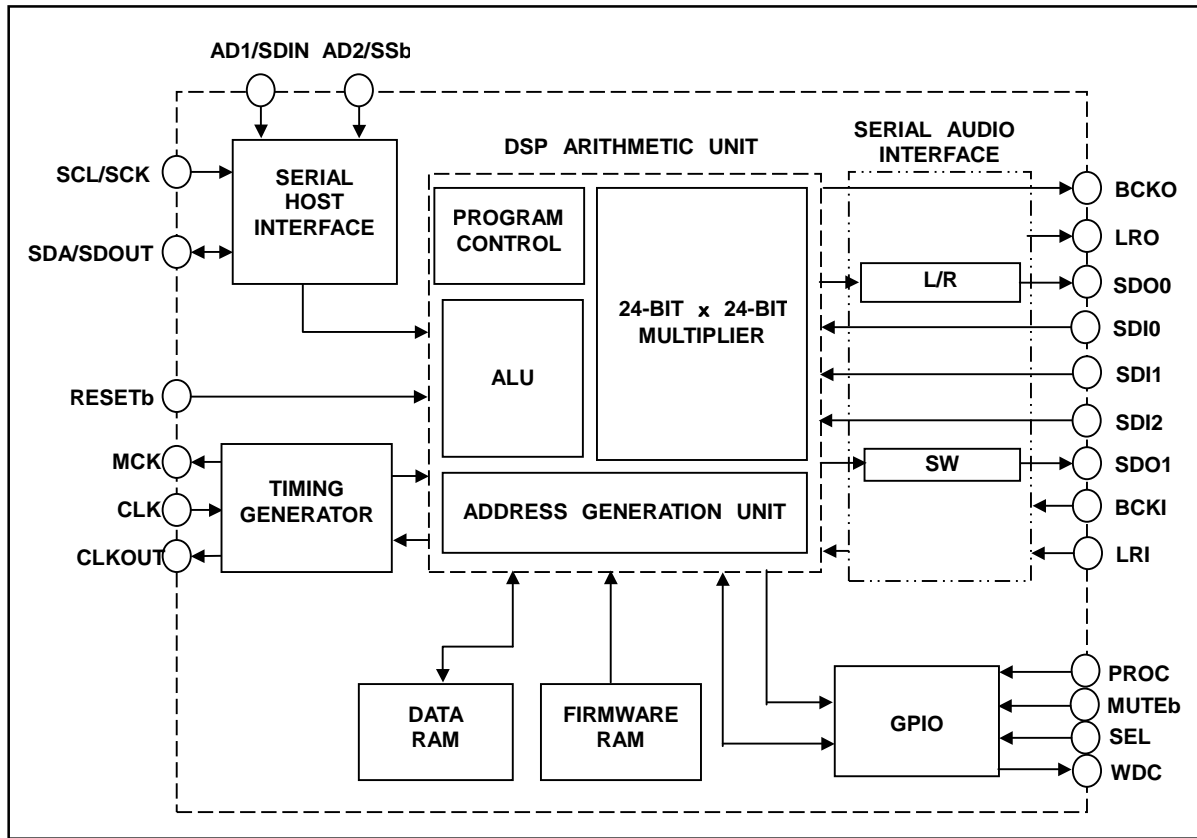 AD1/SDIN AD2/SSb
SCL/SCK
SDA/SDOUT
RESETb
MCK
CLK
CLKOUT
SERIAL
HOST
INTERFACE
TIMING
GENERATOR
DSP ARITHMETIC UNIT
PROGRAM
CONTROL
ALU
24-BIT x 24-BIT
MULTIPLIER
ADDRESS GENERATION UNIT
SERIAL AUDIO
INTERFACE
L/R
SW
BCKO
LRO
SDO0
SDI0
SDI1
SDI2
SDO1
BCKI
LRI
DATA
RAM
FIRMWARE
RAM
GPIO
PROC
MUTEb
SEL
WDC